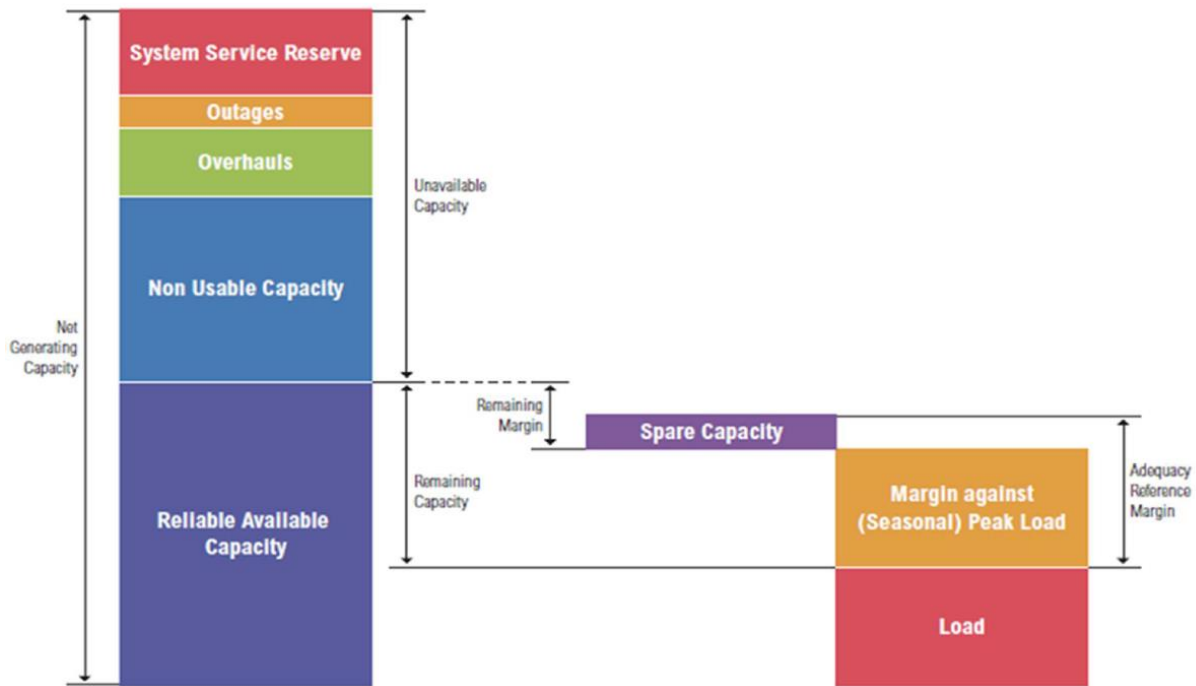 System Service Reserve
Outages
Overhauls
Unavailable
Capacity
Non Usable Capacity
Net
Generating
Capacity
Remaining
Margin
Spare Capacity
Remaining
Capacity
Reliable Available
Capacity
Margin against
(Seasonal) Peak Load
Adequacy
Reference
Margin
Load